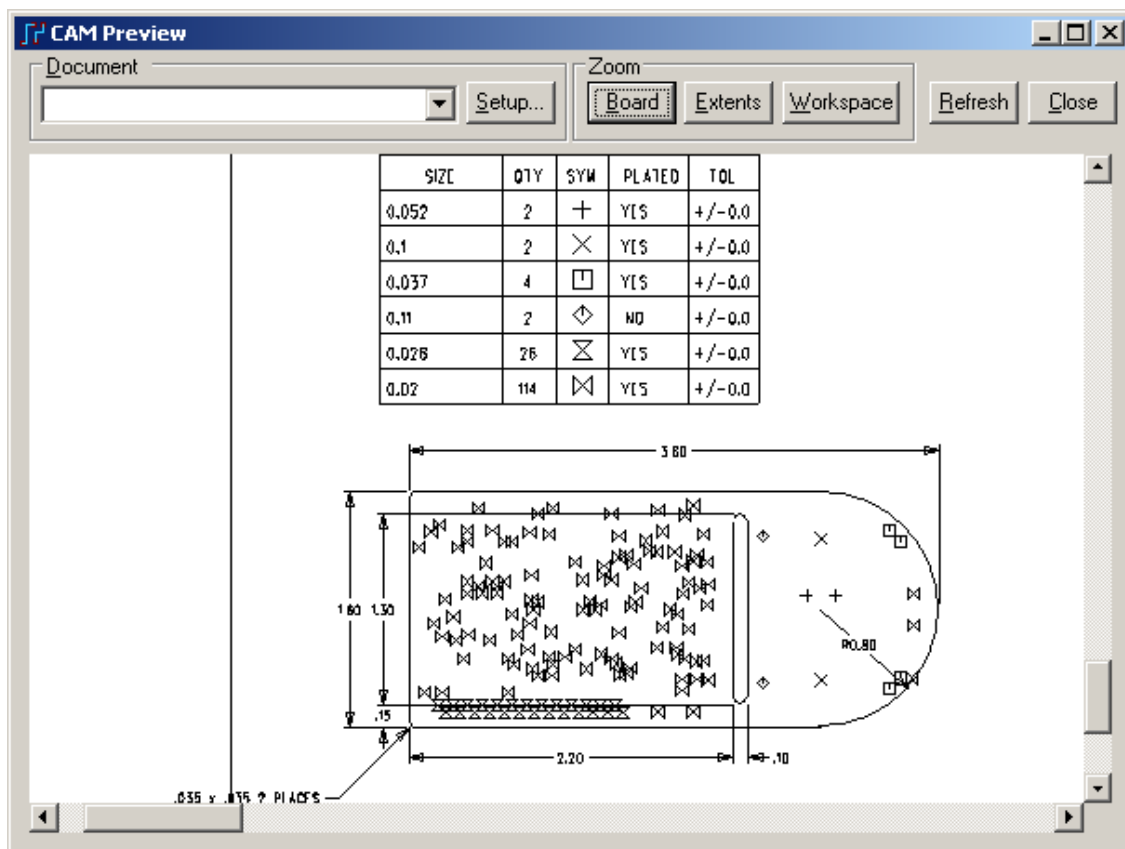 CAM Preview
Document
Zoom
Setup...
Board
Extents
Workspace
Refresh
Close
SIZE QTY SYM PLATED TOL
0.052 2 YES +/-0.0
0.1 2 YES +/-0.0
0.037 4 YES +/-0.0
0.11 2 NO +/-0.0
0.028 28 YES +/-0.0
0.02 114 YES +/-0.0
3.80
1.60
1.30
R0.80
.15
2.20
.10
.035 x .035 2 PLACES